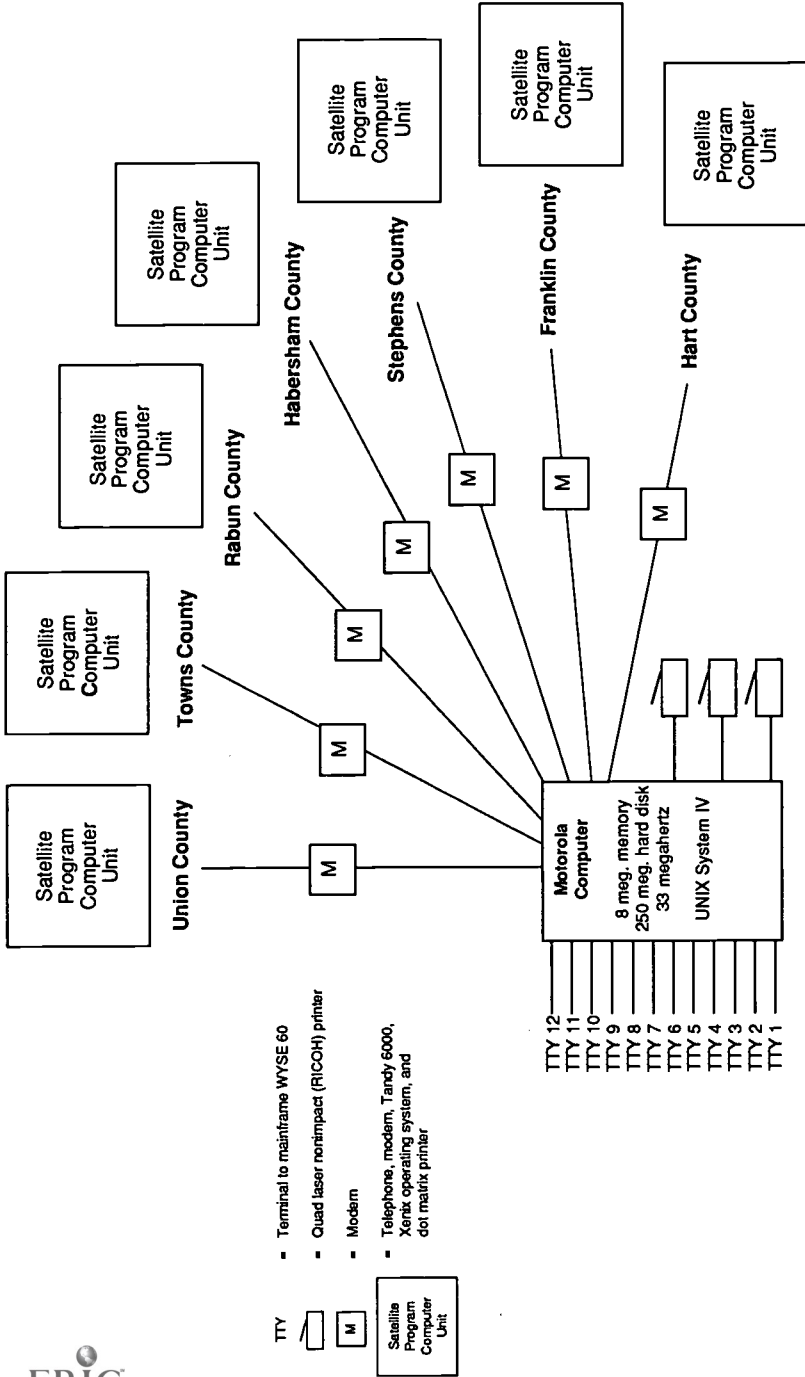 Satellite
Program
Computer
Unit
Union County
M
Satellite
Program
Computer
Unit
Towns County
M
Satellite
Program
Computer
Unit
Rabun County
M
Satellite
Program
Computer
Unit
Habersham County
M
Satellite
Program
Computer
Unit
Stephens County
M
Satellite
Program
Computer
Unit
Franklin County
M
Satellite
Program
Computer
Unit
Hart County
M
Motorola
Computer
8 meg. memory
250 meg. hard disk
33 megahertz
UNIX System IV
TTY 12
TTY 11
TTY 10
TTY 9
TTY 8
TTY 7
TTY 6
TTY 5
TTY 4
TTY 3
TTY 2
TTY 1
TTY = Terminal to mainframe WYSE 60
= Quad laser nonimpact (RICOH) printer
M = Modem
Satellite
Program
Computer
Unit
= Telephone, modem, Tandy 6000,
Xenix operating system, and
dot matrix printer
ERIC